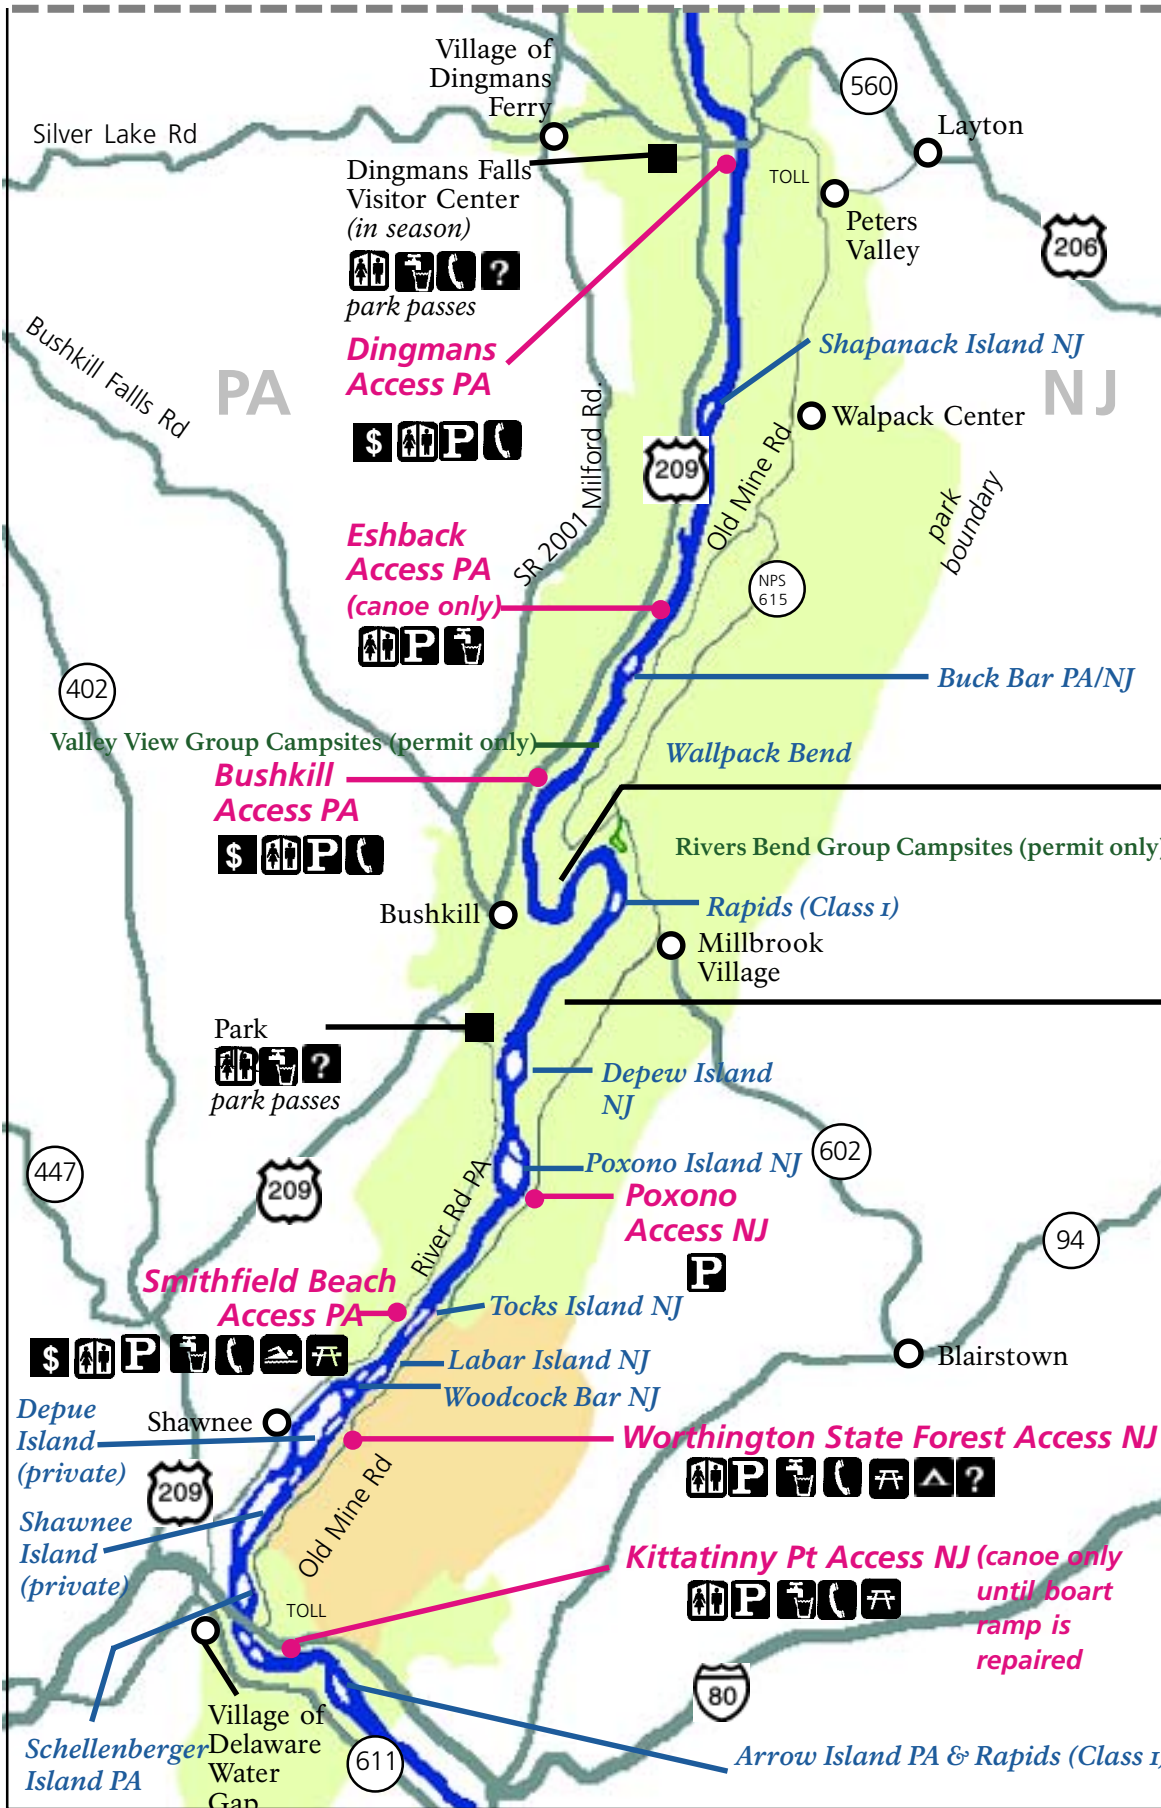 Village of
Dingmans
Ferry
560
Layton
Silver Lake Rd
Dingmans Falls
Visitor Center
(in season)
TOLL
Peters
Valley
206
?
park passes
Bushkill Fallls Rd
PA
NJ
Dingmans
Access PA
Shapanack Island NJ
$ P
Walpack Center
SR 2001 Milford Rd.
209
Old Mine Rd
park
boundary
Eshback
Access PA
(canoe only)
P
NPS
615
402
Buck Bar PA/NJ
Valley View Group Campsites (permit only)
Wallpack Bend
Bushkill
Access PA
$ P
Rivers Bend Group Campsites (permit only)
Bushkill
Rapids (Class 1)
Millbrook
Village
Park
?
park passes
Depew Island
NJ
447
209
602
River Rd PA
Poxono Island NJ
Poxono
Access NJ
P
94
Smithfield Beach
Access PA
$ P
Tocks Island NJ
Labar Island NJ
Woodcock Bar NJ
Blairstown
Depue
Island
(private)
Shawnee
Worthington State Forest Access NJ
P ?
209
Old Mine Rd
Shawnee
Island
(private)
Kittatinny Pt Access NJ (canoe only
until boart
ramp is
repaired
P
TOLL
80
Village of
Delaware
Water
Gap
Schellenberger
Island PA
611
Arrow Island PA & Rapids (Class 1)